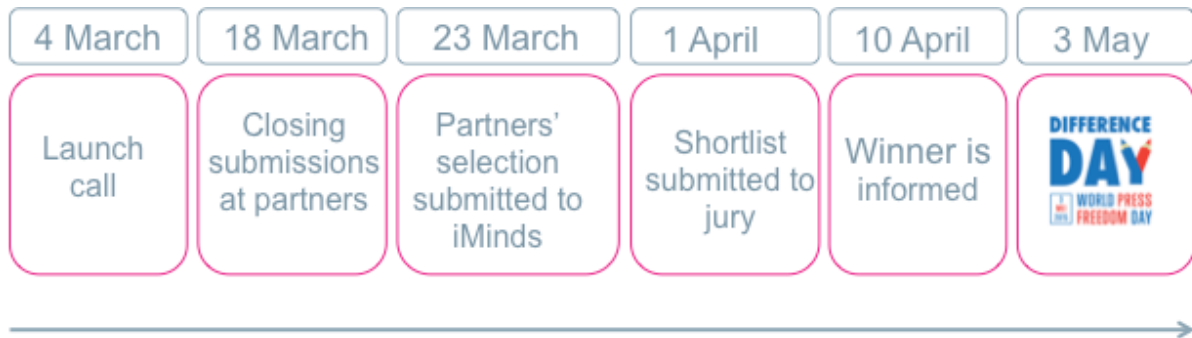 4 March
18 March
23 March
1 April
10 April
3 May
Launch
call
Closing
submissions
at partners
Partners’
selection
submitted to
iMinds
Shortlist
submitted to
jury
Winner is
informed
DIFFERENCE
DAY
WORLD PRESS
FREEDOM DAY